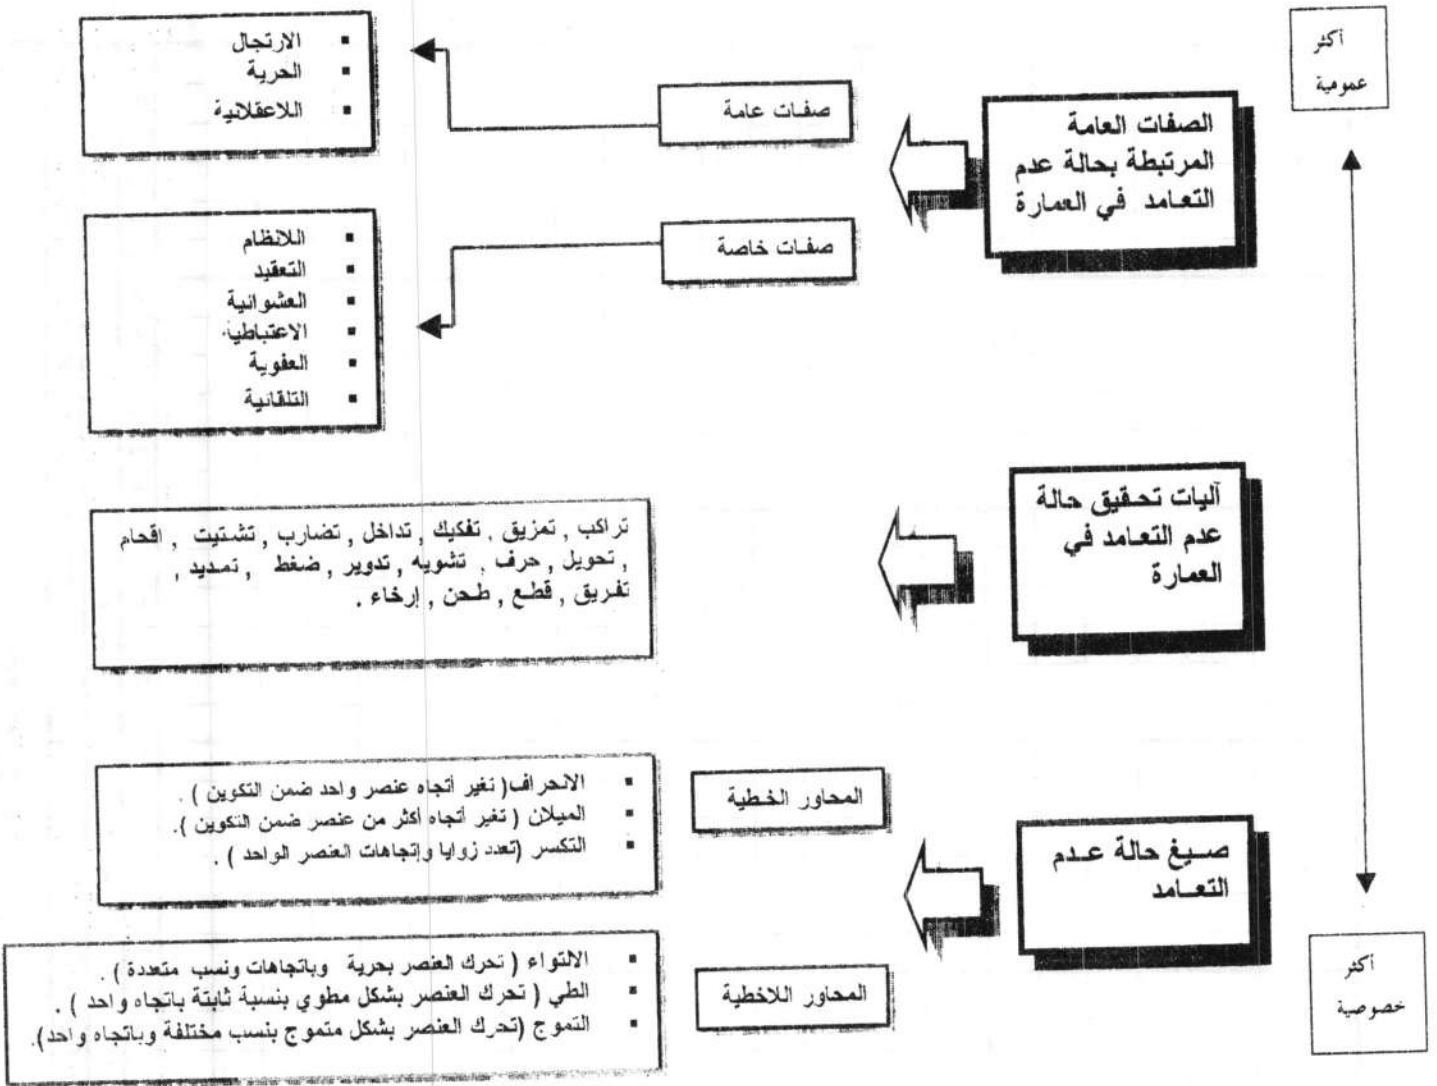 أكثر
عمومية
الصفات العامة
المرتبطة بحالة عدم
التعامد في العمارة
صفات عامة
▪ الارتجال
▪ الحرية
▪ اللاعقلانية
صفات خاصة
▪ اللانظام
▪ التعقيد
▪ العشوائية
▪ الاعتباطية
▪ العفوية
▪ التلقائية
آليات تحقيق حالة
عدم التعامد في
العمارة
تراكب , تمزيق , تفكيك , تداخل , تضارب , تشتيت , اقحام
, تحويل , حرف , تشويه , تدوير , ضغط , تمديد ,
تفريق , قطع , طحن , إرخاء .
صيغ حالة عدم
التعامد
المحاور الخطية
▪ الانحراف( تغير أتجاه عنصر واحد ضمن التكوين ) .
▪ الميلان ( تغير أتجاه أكثر من عنصر ضمن التكوين ).
▪ التكسر (تعدد زوايا وإتجاهات العنصر الواحد ) .
المحاور اللاخطية
▪ الالتواء ( تحرك العنصر بحرية وباتجاهات ونسب متعددة ) .
▪ الطي ( تحرك العنصر بشكل مطوي بنسبة ثابتة باتجاه واحد ) .
▪ التموج (تحرك العنصر بشكل متموج بنسب مختلفة وباتجاه واحد).
أكثر
خصوصية